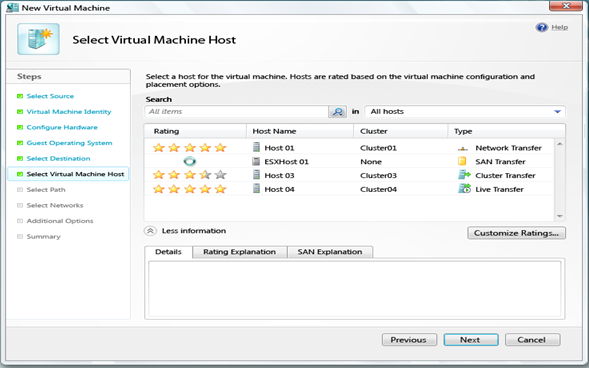 New Virtual Machine
Select Virtual Machine Host
Help
Steps
Select Source
Virtual Machine Identity
Configure Hardware
Guest Operating System
Select Destination
Select Virtual Machine Host
Select Path
Select Networks
Additional Options
Summary
Select a host for the virtual machine. Hosts are rated based on the virtual machine configuration and
placement options.
Search
All items in All hosts
Rating Host Name Cluster Type
Host 01 Cluster01 Network Transfer
ESXHost 01 None SAN Transfer
Host 03 Cluster03 Cluster Transfer
Host 04 Cluster04 Live Transfer
Less information
Customize Ratings...
Details Rating Explanation SAN Explanation
Previous Next Cancel